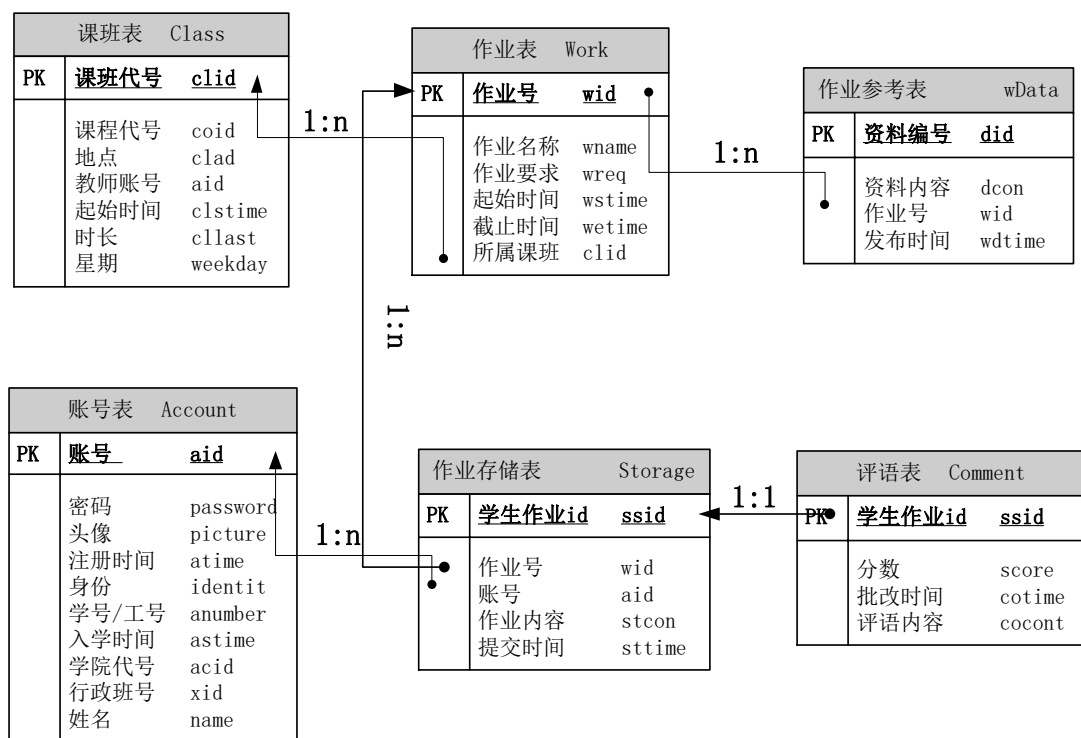 课班表 Class
PK 课班代号 clid
课程代号 coid
地点 clad
教师账号 aid
起始时间 clstime
时长 cllast
星期 weekday
1:n
作业表 Work
PK 作业号 wid
作业名称 wname
作业要求 wreq
起始时间 wstime
截止时间 wetime
所属课班 clid
1:n
作业参考表 wData
PK 资料编号 did
资料内容 dcon
作业号 wid
发布时间 wdtime
1:n
账号表 Account
PK 账号 aid
密码 password
头像 picture
注册时间 atime
身份 identit
学号/工号 anumber
入学时间 astime
学院代号 acid
行政班号 xid
姓名 name
1:n
作业存储表 Storage
PK 学生作业id ssid
作业号 wid
账号 aid
作业内容 stcon
提交时间 sttime
1:1
评语表 Comment
PK 学生作业id ssid
分数 score
批改时间 cotime
评语内容 cocont